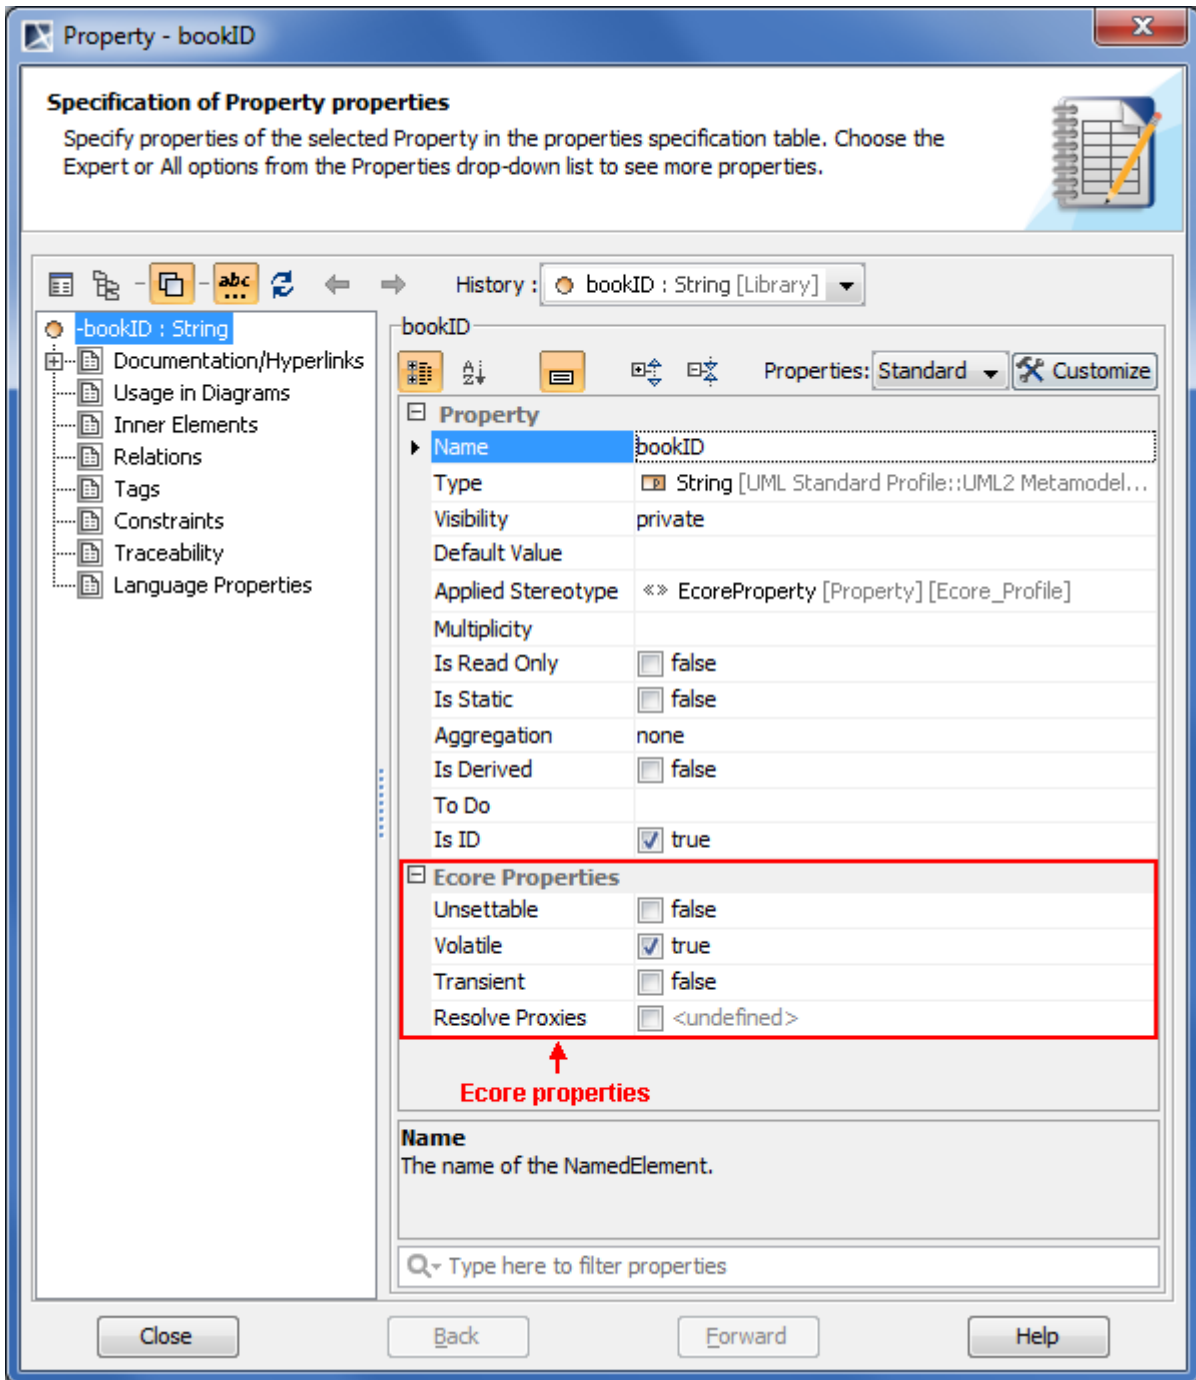 Property - bookID
Specification of Property properties
Specify properties of the selected Property in the properties specification table. Choose the
Expert or All options from the Properties drop-down list to see more properties.
abc
History : bookID : String [Library]
-bookID : String
Documentation/Hyperlinks
Usage in Diagrams
Inner Elements
Relations
Tags
Constraints
Traceability
Language Properties
bookID
Properties: Standard Customize
Property
Name bookID
Type String [UML Standard Profile::UML2 Metamodel...
Visibility private
Default Value
Applied Stereotype «» EcoreProperty [Property] [Ecore_Profile]
Multiplicity
Is Read Only false
Is Static false
Aggregation none
Is Derived false
To Do
Is ID true
Ecore Properties
Unsettable false
Volatile true
Transient false
Resolve Proxies <undefined>
Ecore properties
Name
The name of the NamedElement.
Type here to filter properties
Close Back Forward Help